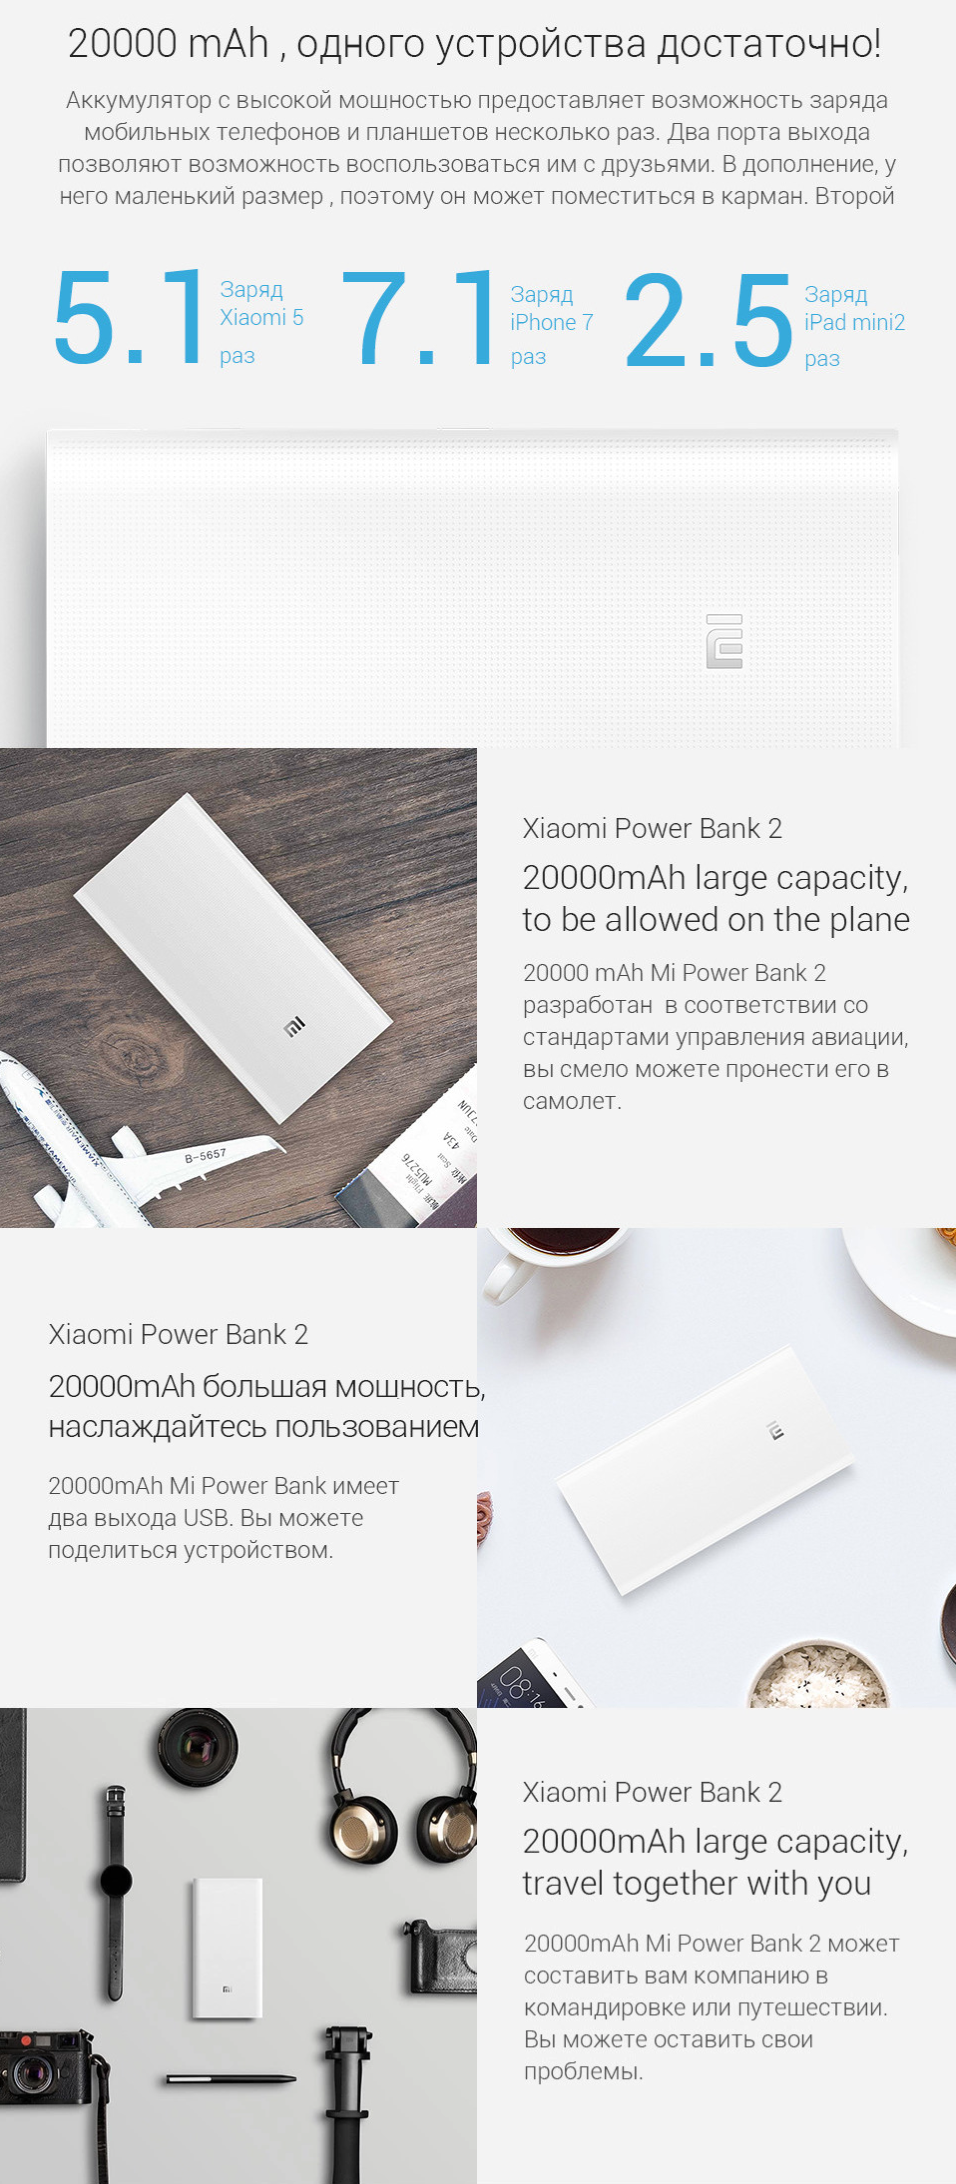 20000 mAh , одного устройства достаточно!
Аккумулятор с высокой мошностью предоставляет возможность заряда
мобильных телефонов и планшетов несколько раз. Два порта выхода
позволяют возможность воспользоваться им с друзьями. В дополнение, у
него маленький размер , поэтому он может поместиться в карман. Второй
5.1 Заряд
Xiaomi 5
раз
7.1 Заряд
iPhone 7
раз
2.5 Заряд
iPad mini2
раз
Xiaomi Power Bank 2
20000mAh large capacity,
to be allowed on the plane
20000 mAh Mi Power Bank 2
разработан в соответствии со
стандартами управления авиации,
вы смело можете пронести его в
самолет.
B-5657
MU5276
43A
Flight
Seat
Date
27JUN
Xiaomi Power Bank 2
20000mAh большая мошность,
наслаждайтесь пользованием
20000mAh Mi Power Bank имеет
два выхода USB. Вы можете
поделиться устройством.
08:16
Xiaomi Power Bank 2
20000mAh large capacity,
travel together with you
20000mAh Mi Power Bank 2 может
составить вам компанию в
командировке или путешествии.
Вы можете оставить свои
проблемы.